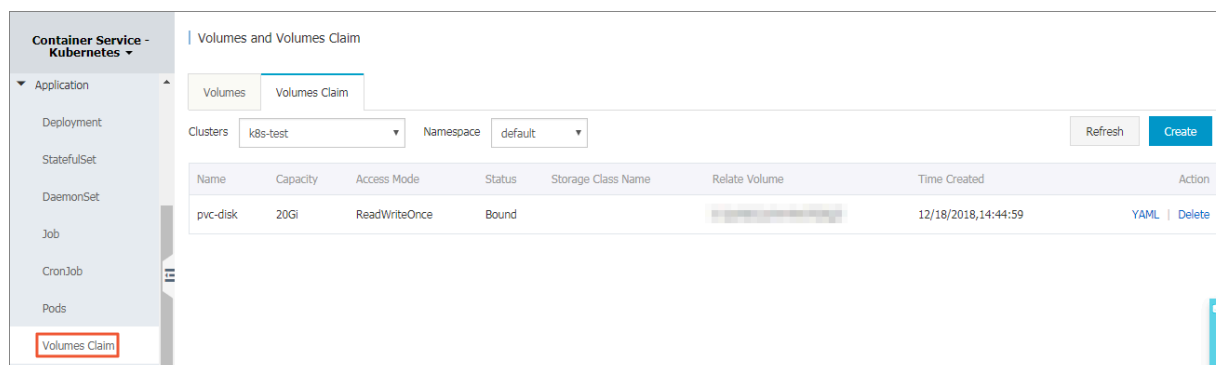 Container Service -
Kubernetes
Application
Deployment
StatefulSet
DaemonSet
Job
CronJob
Pods
Volumes Claim
Volumes and Volumes Claim
Volumes Volumes Claim
Clusters k8s-test Namespace default Refresh Create
Name Capacity Access Mode Status Storage Class Name Relate Volume Time Created Action
pvc-disk 20Gi ReadWriteOnce Bound 12/18/2018,14:44:59 YAML | Delete